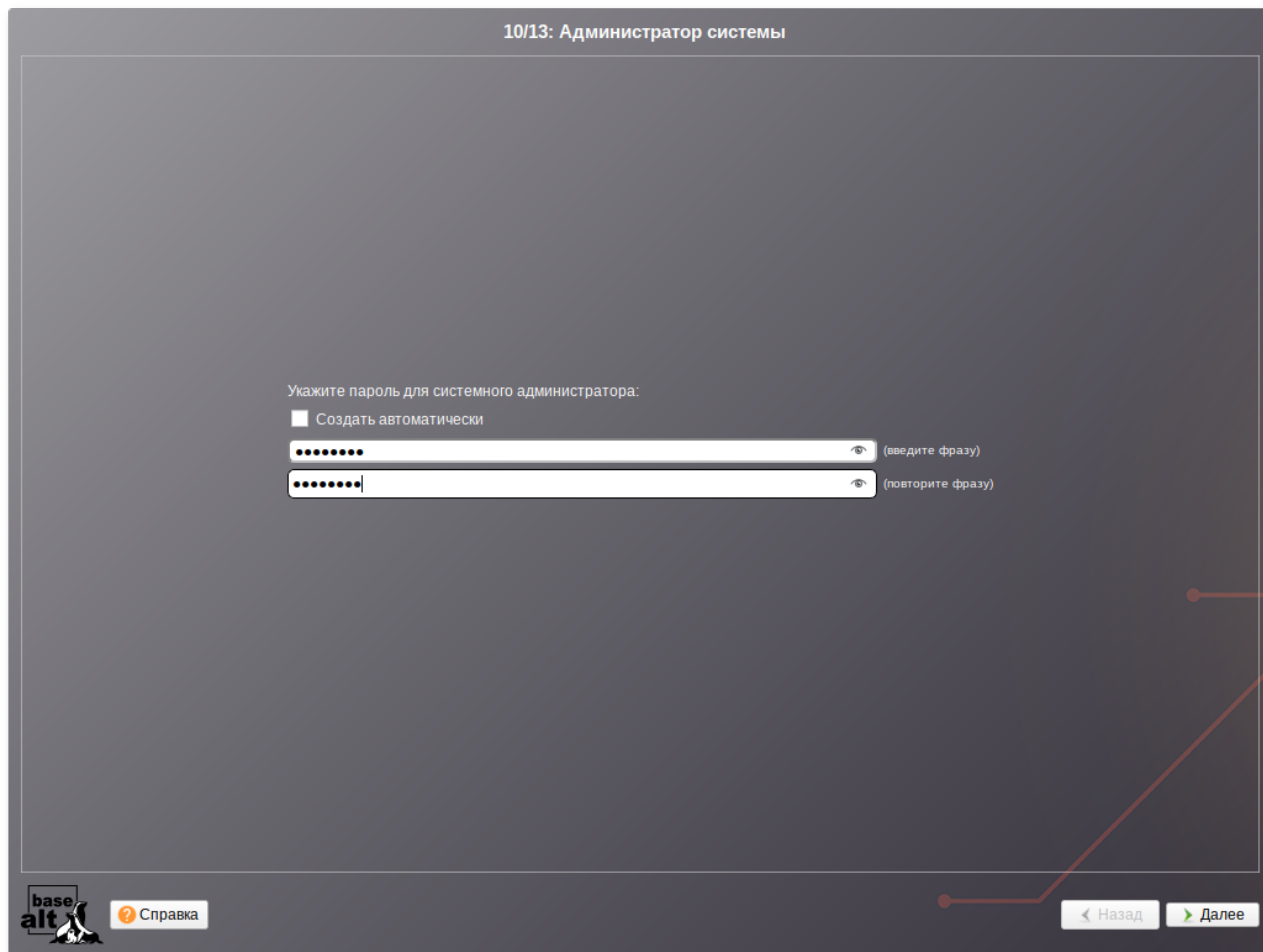 10/13: Администратор системы
Укажите пароль для системного администратора:
Создать автоматически
●●●●●●●● (введите фразу)
●●●●●●●● (повторите фразу)
base
alt
? Справка
Назад
Далее